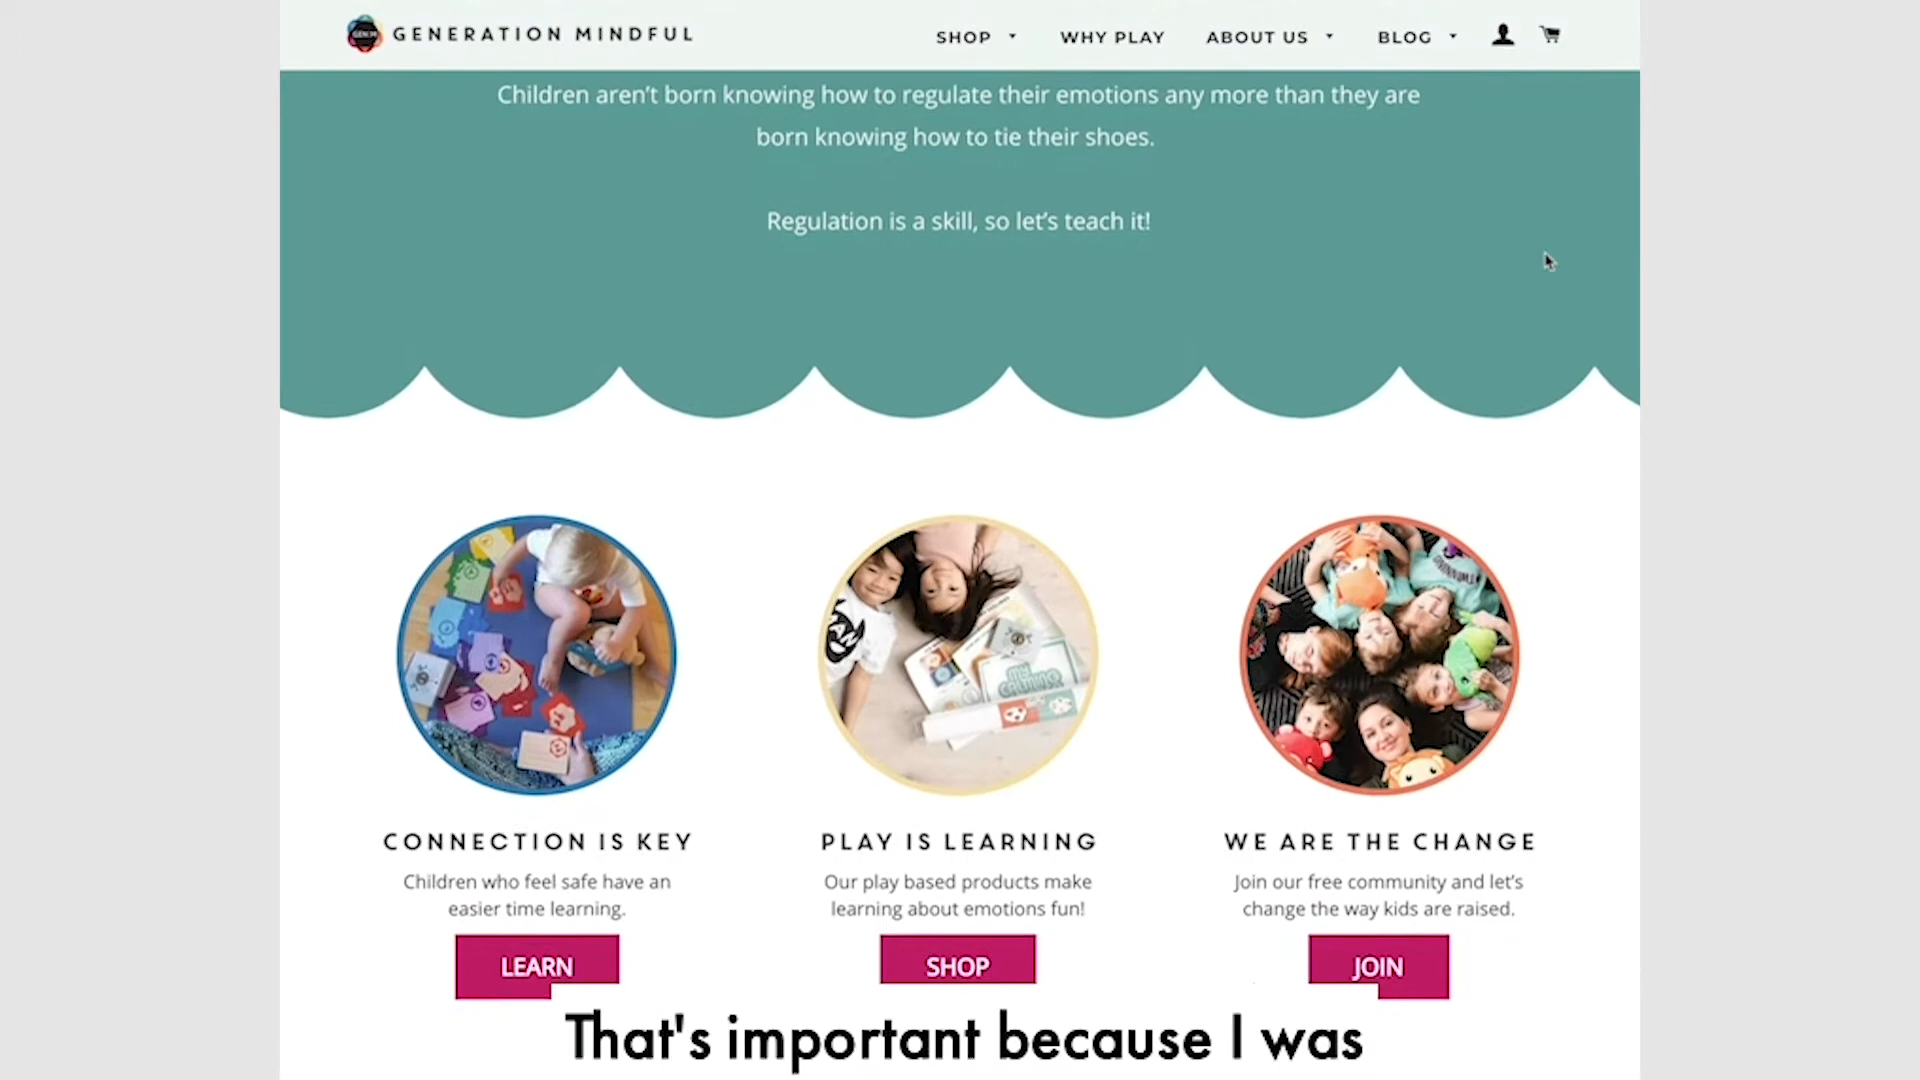 GENERATION MINDFUL
SHOP
WHY PLAY
ABOUT US
BLOG
Children aren't born knowing how to regulate their emotions any more than they are
born knowing how to tie their shoes.
Regulation is a skill, so let's teach it!
CONNECTION IS KEY
Children who feel safe have an
easier time learning.
LEARN
PLAY IS LEARNING
Our play based products make
learning about emotions fun!
SHOP
WE ARE THE CHANGE
Join our free community and let's
change the way kids are raised.
JOIN
That's important because I was